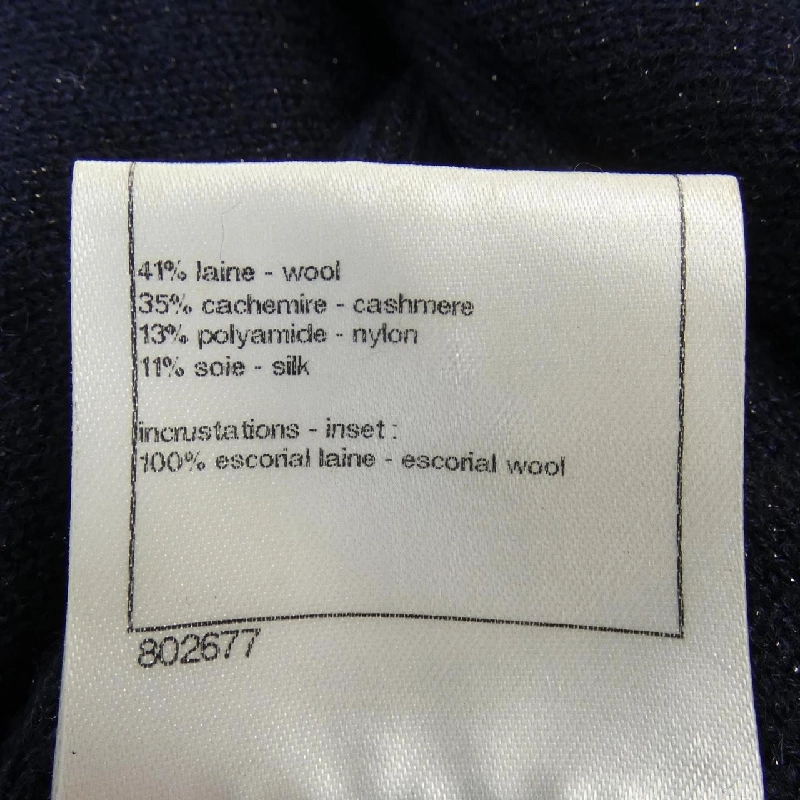 41% laine - wool
35% cachemire - cashmere
13% polyamide - nylon
11% soie - silk
incrustations - inset :
100% escorial laine - escorial wool
802677